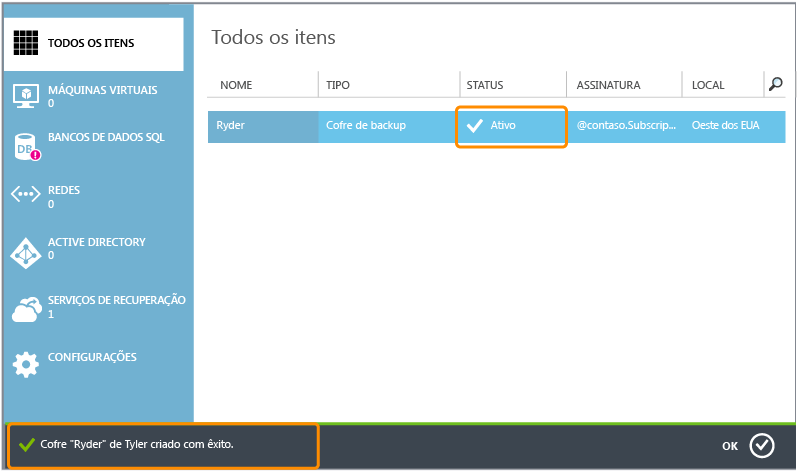 TODOS OS ITENS
MÁQUINAS VIRTUAIS
0
BANCOS DE DADOS SQL
DB
REDES
0
ACTIVE DIRECTORY
0
SERVIÇOS DE RECUPERAÇÃO
1
CONFIGURAÇÕES
Todos os itens
NOME TIPO STATUS ASSINATURA LOCAL
Ryder Cofre de backup Ativo @contaso.Subscrip... Oeste dos EUA
Cofre "Ryder" de Tyler criado com êxito.
OK